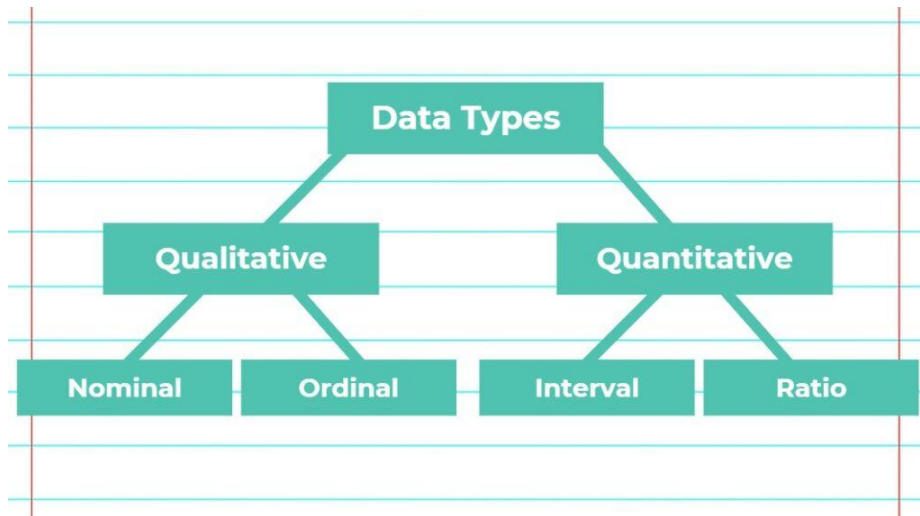 Data Types
Qualitative
Quantitative
Nominal
Ordinal
Interval
Ratio